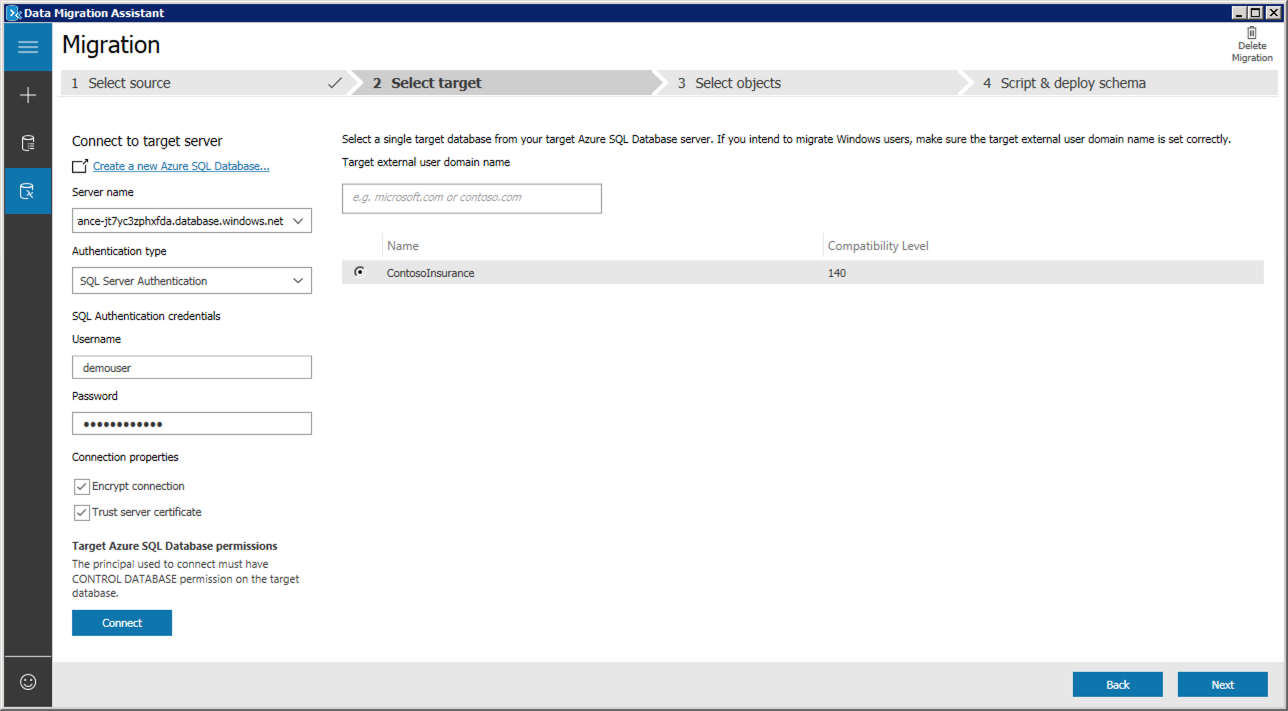 Data Migration Assistant
Migration
Delete
Migration
1 Select source
2 Select target
3 Select objects
4 Script & deploy schema
Connect to target server
Create a new Azure SQL Database...
Server name
ance-jt7yc3zphxfda.database.windows.net
Authentication type
SQL Server Authentication
SQL Authentication credentials
Username
demouser
Password
••••••••••••
Connection properties
Encrypt connection
Trust server certificate
Target Azure SQL Database permissions
The principal used to connect must have
CONTROL DATABASE permission on the target
database.
Connect
Select a single target database from your target Azure SQL Database server. If you intend to migrate Windows users, make sure the target external user domain name is set correctly.
Target external user domain name
e.g. microsoft.com or contoso.com
Name Compatibility Level
ContosoInsurance 140
Back
Next